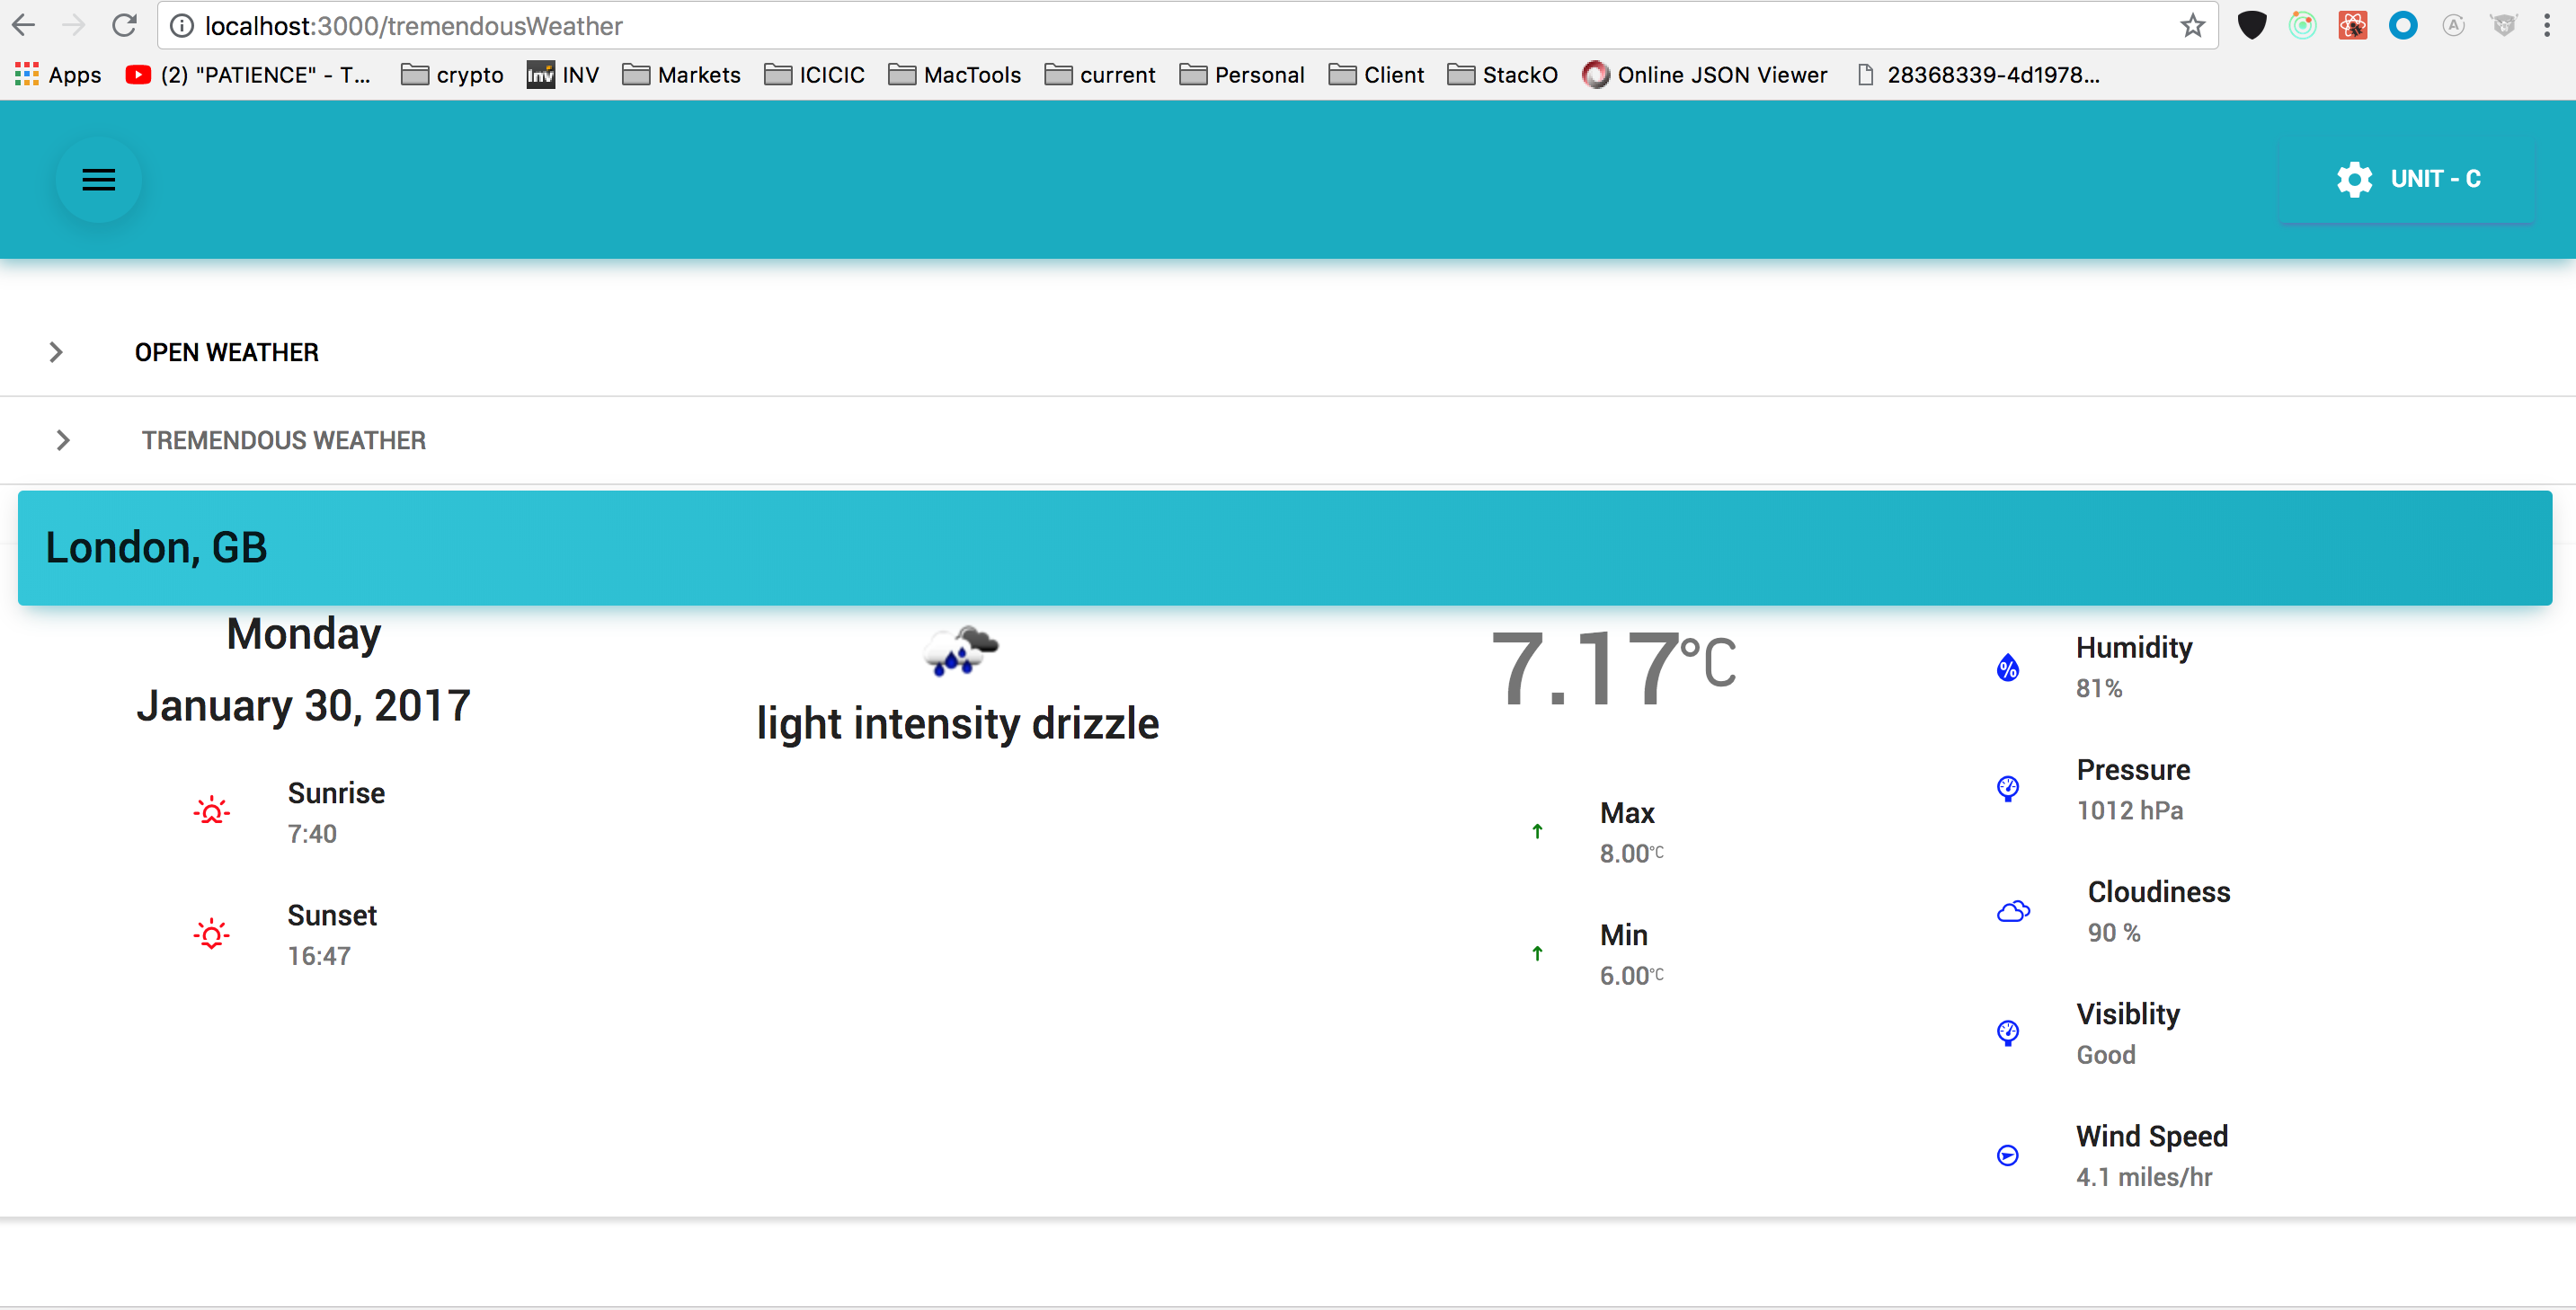 localhost:3000/tremendousWeather
Apps (2) "PATIENCE" - T... crypto Inv INV Markets ICICIC MacTools current Personal Client StackO Online JSON Viewer 28368339-4d1978...
UNIT - C
OPEN WEATHER
TREMENDOUS WEATHER
London, GB
Monday
January 30, 2017
Sunrise
7:40
Sunset
16:47
light intensity drizzle
7.17°C
Max
8.00°C
Min
6.00°C
Humidity
81%
Pressure
1012 hPa
Cloudiness
90 %
Visiblity
Good
Wind Speed
4.1 miles/hr